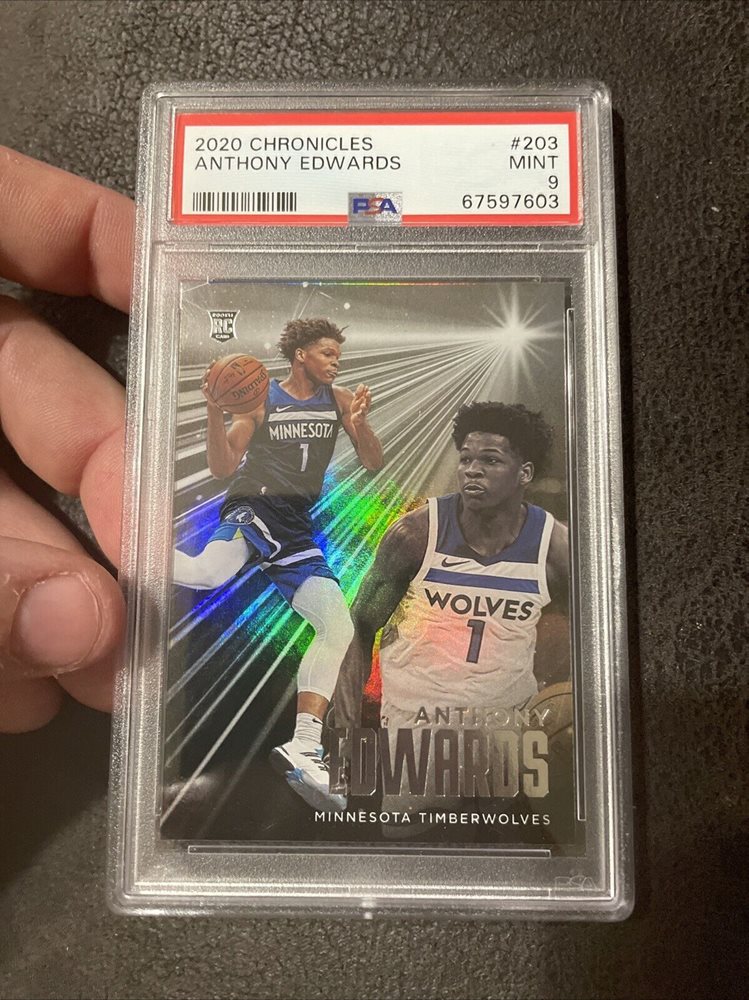 2020 CHRONICLES #203
ANTHONY EDWARDS MINT
9
PSA 67597603
ROOKIE
RC
CARD
SPALDING
MINNESOTA
1
WOLVES
1
ANTHONY
EDWARDS
MINNESOTA TIMBERWOLVES